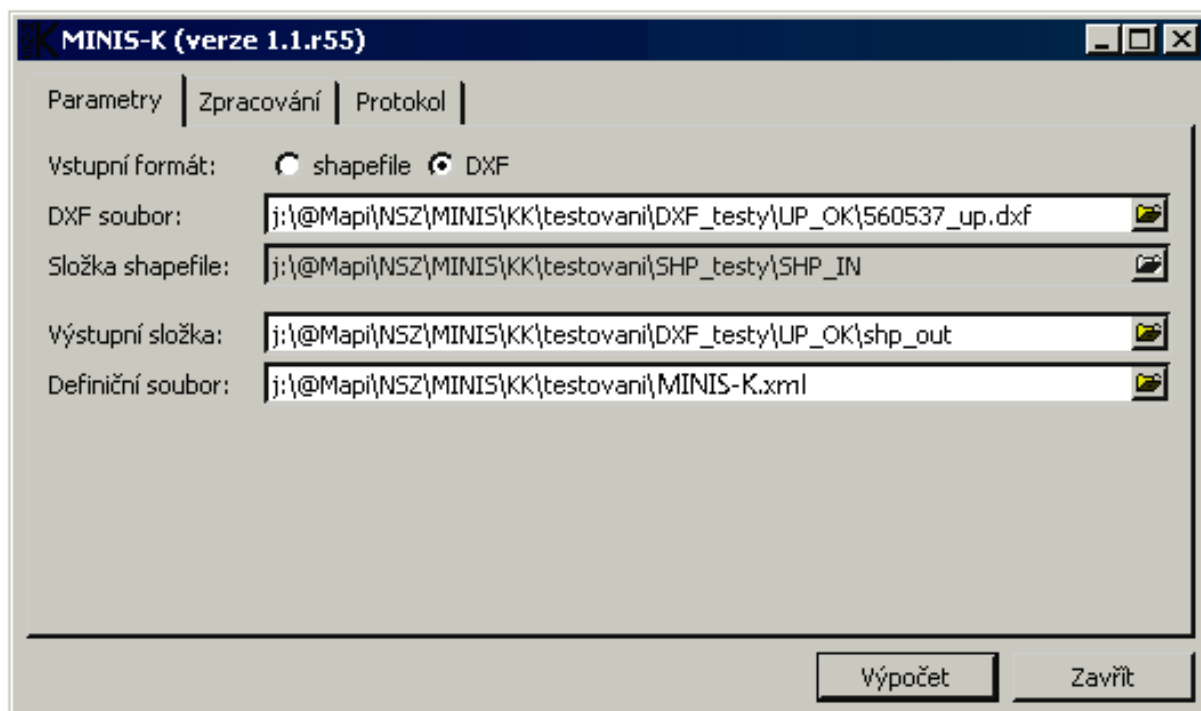 MINIS-K (verze 1.1.r55)
Parametry Zpracování Protokol
Vstupní formát: shapefile DXF
DXF soubor: j:\@Mapi\NSZ\MINIS\KK\testovani\DXF_testy\UP_OK\560537_up.dxf
Složka shapefile: j:\@Mapi\NSZ\MINIS\KK\testovani\SHP_testy\SHP_IN
Výstupní složka: j:\@Mapi\NSZ\MINIS\KK\testovani\DXF_testy\UP_OK\shp_out
Definiční soubor: j:\@Mapi\NSZ\MINIS\KK\testovani\MINIS-K.xml
Výpočet Zavřít